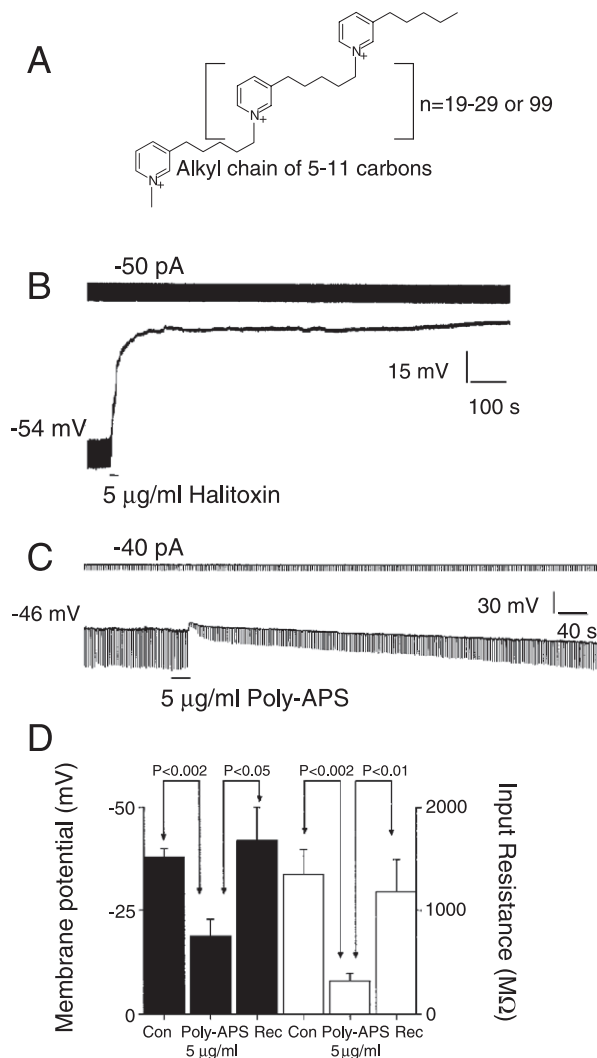 A
N+
n=19-29 or 99
N+
Alkyl chain of 5-11 carbons
N+
B
-50 pA
15 mV
100 s
-54 mV
5 μg/ml Halitoxin
C
-40 pA
-46 mV
30 mV
40 s
5 μg/ml Poly-APS
D
P<0.002 P<0.05 P<0.002 P<0.01
Membrane potential (mV)
-50
-25
0
2000
1000
0
Input Resistance (MΩ)
Con Poly-APS Rec Con Poly-APS Rec
5 μg/ml 5 μg/ml